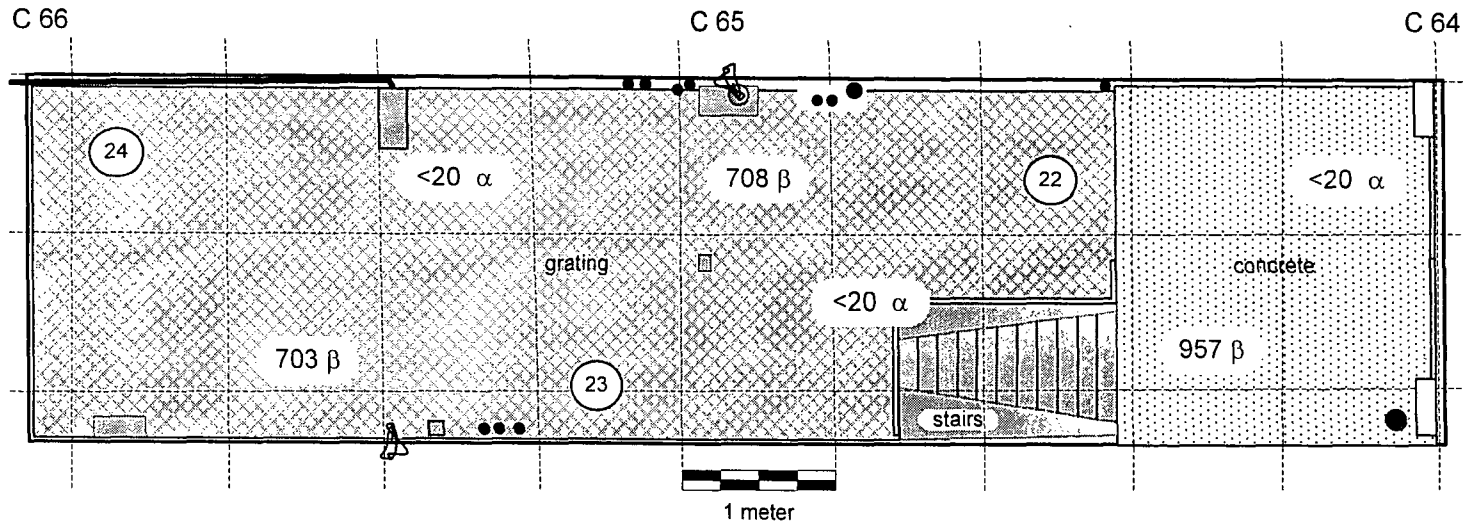 C 66 C 65 C 64
24 <20 α 708 β 22 <20 α
grating concrete
<20 α
703 β 957 β
23
stairs
1 meter